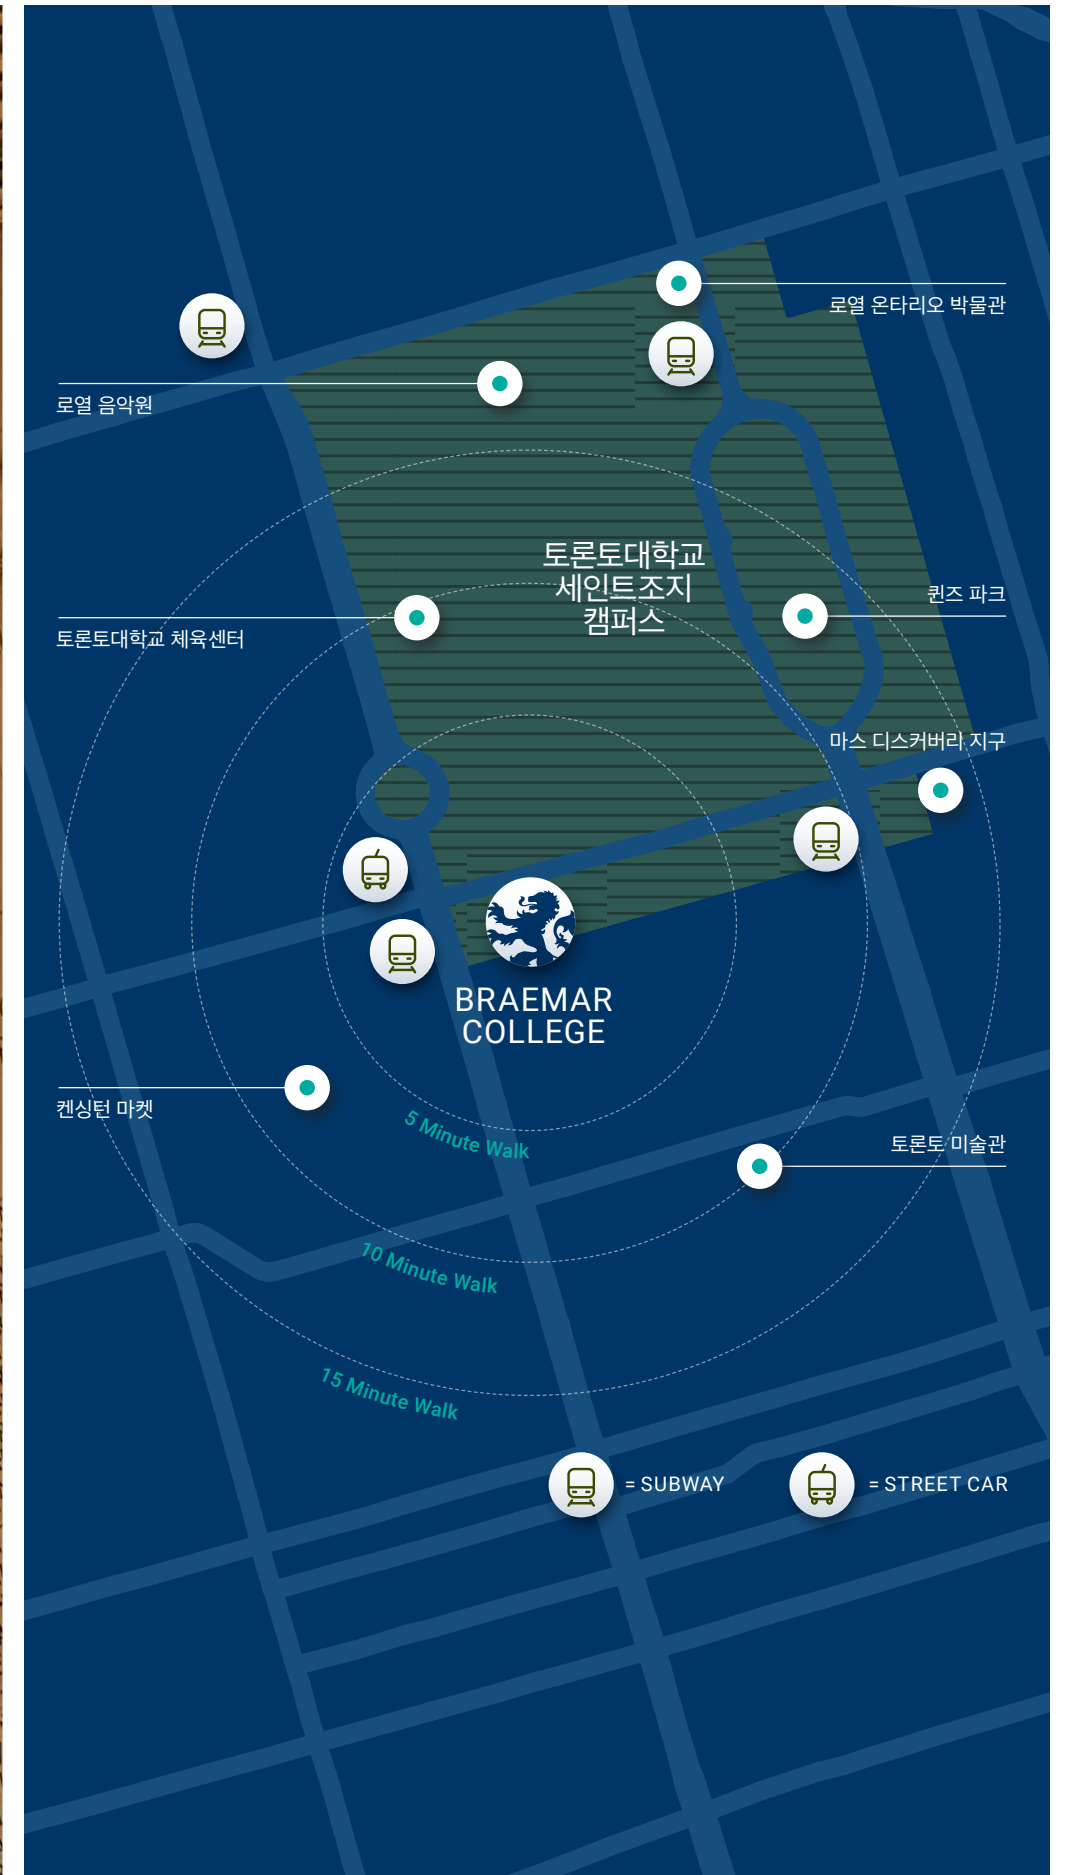 로열 온타리오 박물관
로열 음악원
토론토대학교
세인트조지
캠퍼스
퀸즈 파크
토론토대학교 체육센터
마스 디스커버리 지구
BRAEMAR
COLLEGE
켄싱턴 마켓
5 Minute Walk
토론토 미술관
10 Minute Walk
15 Minute Walk
= SUBWAY
= STREET CAR